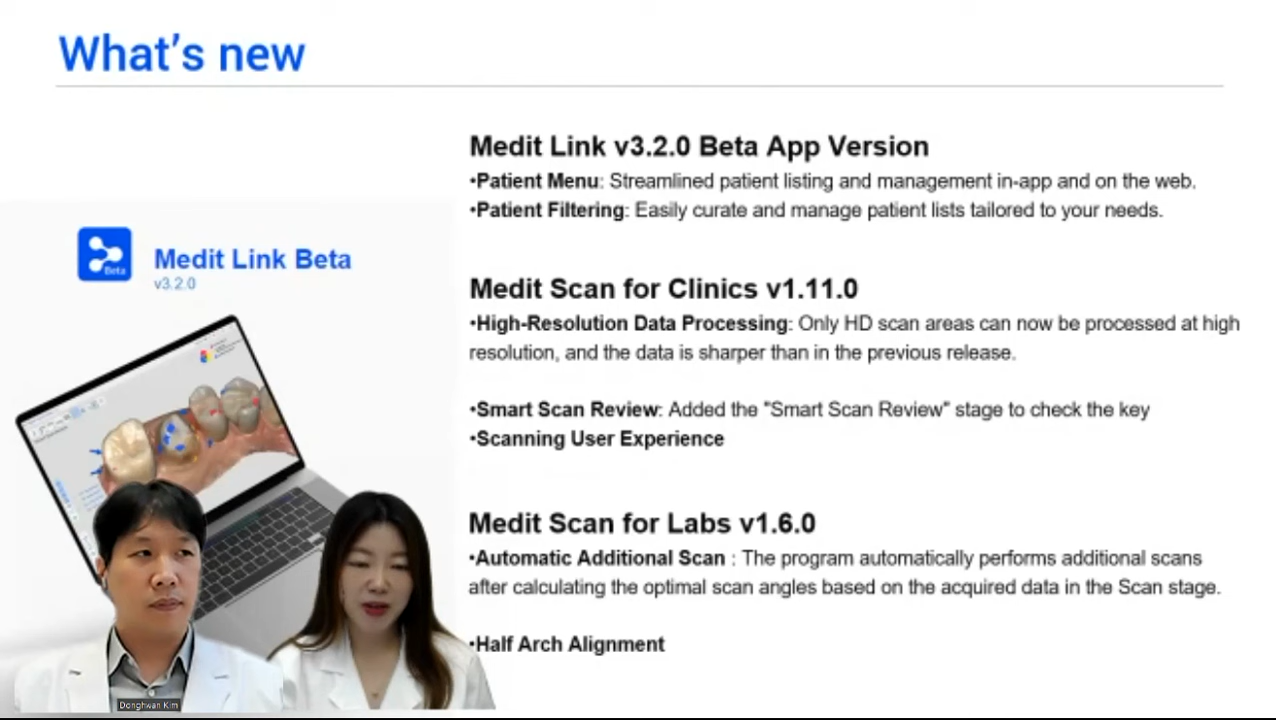 What's new
Medit Link v3.2.0 Beta App Version
•Patient Menu: Streamlined patient listing and management in-app and on the web.
•Patient Filtering: Easily curate and manage patient lists tailored to your needs.
Beta
Medit Link Beta
v3.2.0
Medit Scan for Clinics v1.11.0
•High-Resolution Data Processing: Only HD scan areas can now be processed at high
resolution, and the data is sharper than in the previous release.
•Smart Scan Review: Added the "Smart Scan Review" stage to check the key
•Scanning User Experience
Medit Scan for Labs v1.6.0
•Automatic Additional Scan : The program automatically performs additional scans
after calculating the optimal scan angles based on the acquired data in the Scan stage.
•Half Arch Alignment
Donghwan Kim